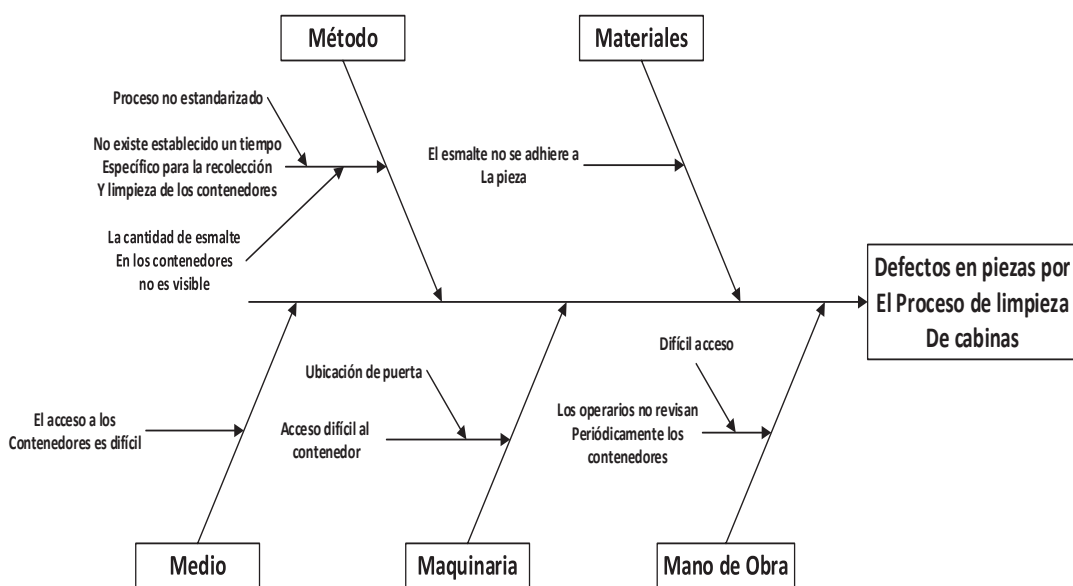 Método
Materiales
Proceso no estandarizado
No existe establecido un tiempo
Específico para la recolección
Y limpieza de los contenedores
El esmalte no se adhiere a
La pieza
La cantidad de esmalte
En los contenedores
no es visible
Defectos en piezas por
El Proceso de limpieza
De cabinas
Difícil acceso
Ubicación de puerta
El acceso a los
Contenedores es difícil
Acceso difícil al
contenedor
Los operarios no revisan
Periódicamente los
contenedores
Medio
Maquinaria
Mano de Obra